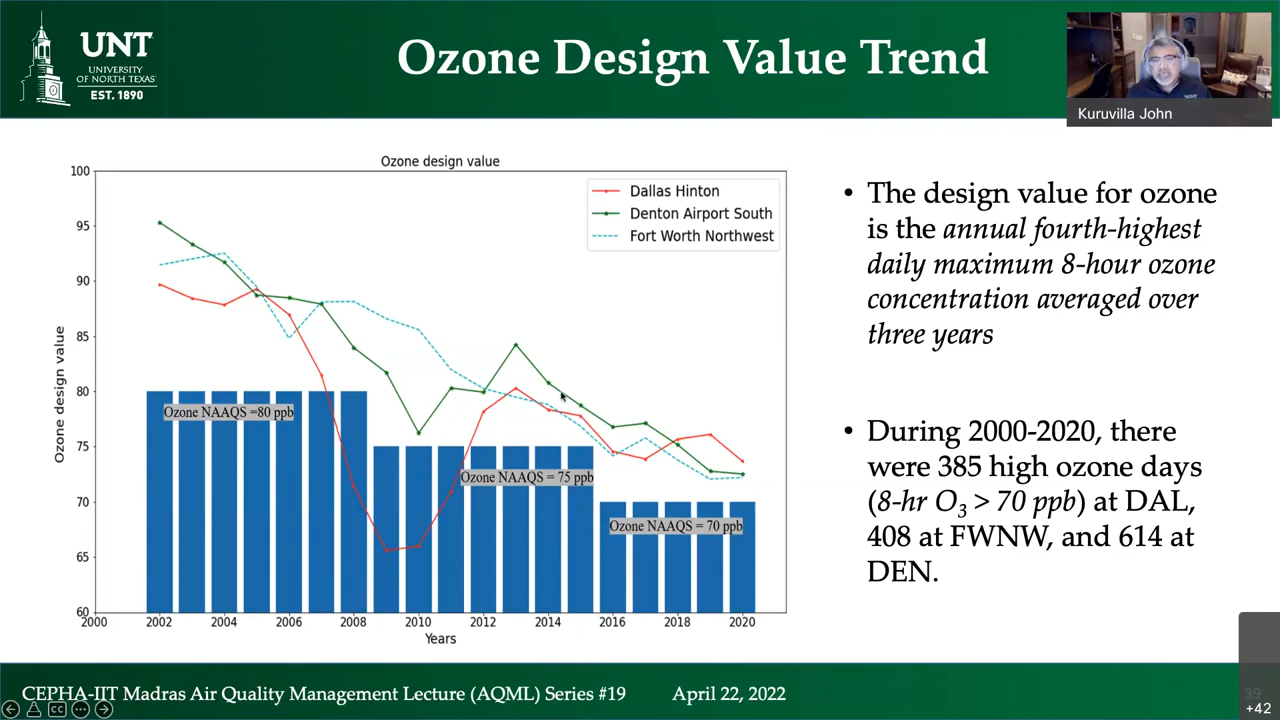 UNT
UNIVERSITY
OF NORTH TEXAS
EST. 1890
Ozone Design Value Trend
Kuruvilla John
Ozone design value
100
95
90
85
80
75
70
65
60
Ozone design value
Dallas Hinton
Denton Airport South
Fort Worth Northwest
Ozone NAAQS =80 ppb
Ozone NAAQS = 75 ppb
Ozone NAAQS = 70 ppb
2000 2002 2004 2006 2008 2010 2012 2014 2016 2018 2020
Years
• The design value for ozone
is the annual fourth-highest
daily maximum 8-hour ozone
concentration averaged over
three years
• During 2000-2020, there
were 385 high ozone days
(8-hr O3 > 70 ppb) at DAL,
408 at FWNW, and 614 at
DEN.
CEPHA-IIT Madras Air Quality Management Lecture (AQML) Series #19 April 22, 2022
CC
39
+42